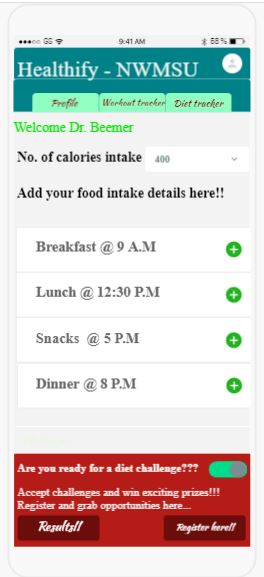 ●●●○○ GS 9:41 AM 58%
Healthify - NWMSU
Profile Workout tracker Diet tracker
Welcome Dr. Beemer
No. of calories intake 400
Add your food intake details here!!
Breakfast @ 9 A.M
Lunch @ 12:30 P.M
Snacks @ 5 P.M
Dinner @ 8 P.M
Are you ready for a diet challenge???
Accept challenges and win exciting prizes!!!
Register and grab opportunities here...
Results!! Register here!!